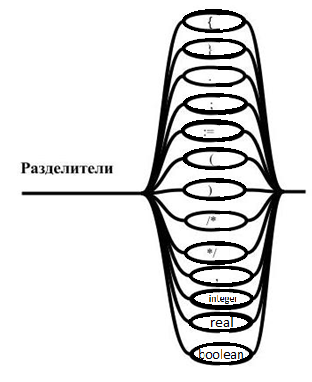 {
}
.
;
:=
(
Разделители
)
/*
*/
,
integer
real
boolean